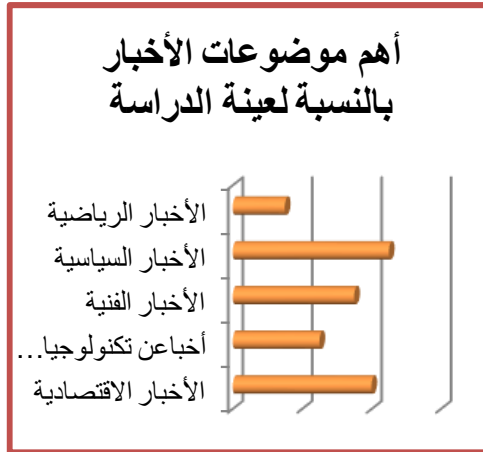 أهم موضوعات الأخبار
بالنسبة لعينة الدراسة
الأخبار الرياضية
الأخبار السياسية
الأخبار الفنية
أخباعن تكنولوجيا...
الأخبار الاقتصادية